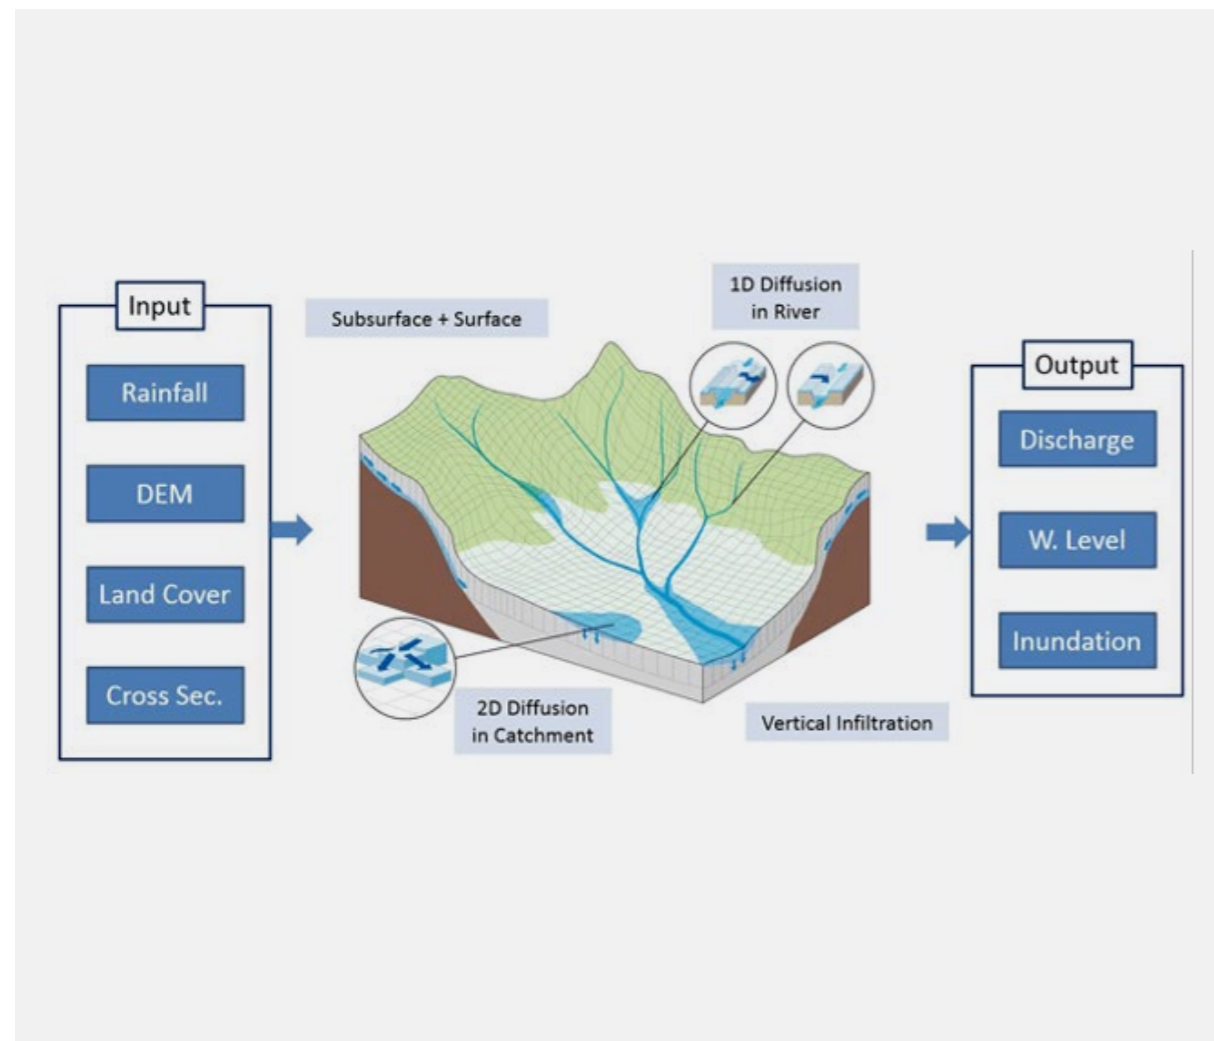 Input
Rainfall
DEM
Land Cover
Cross Sec.
Subsurface + Surface
1D Diffusion
in River
2D Diffusion
in Catchment
Vertical Infiltration
Output
Discharge
W. Level
Inundation